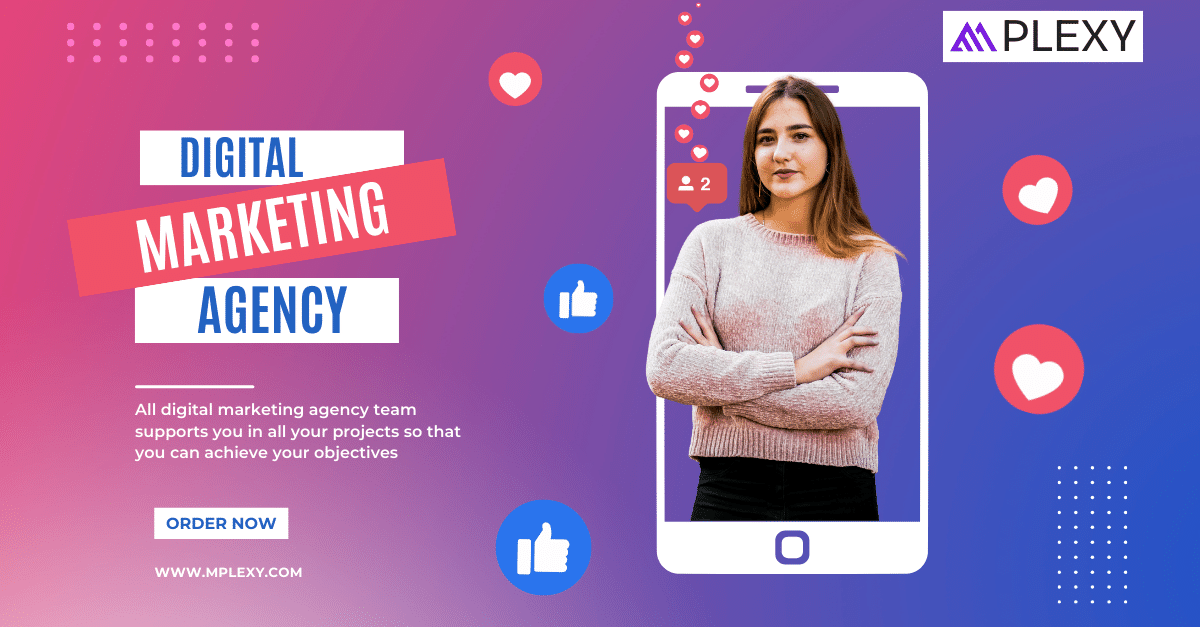 PLEXY
DIGITAL
MARKETING
AGENCY
2
All digital marketing agency team
supports you in all your projects so that
you can achieve your objectives
ORDER NOW
WWW.MPLEXY.COM